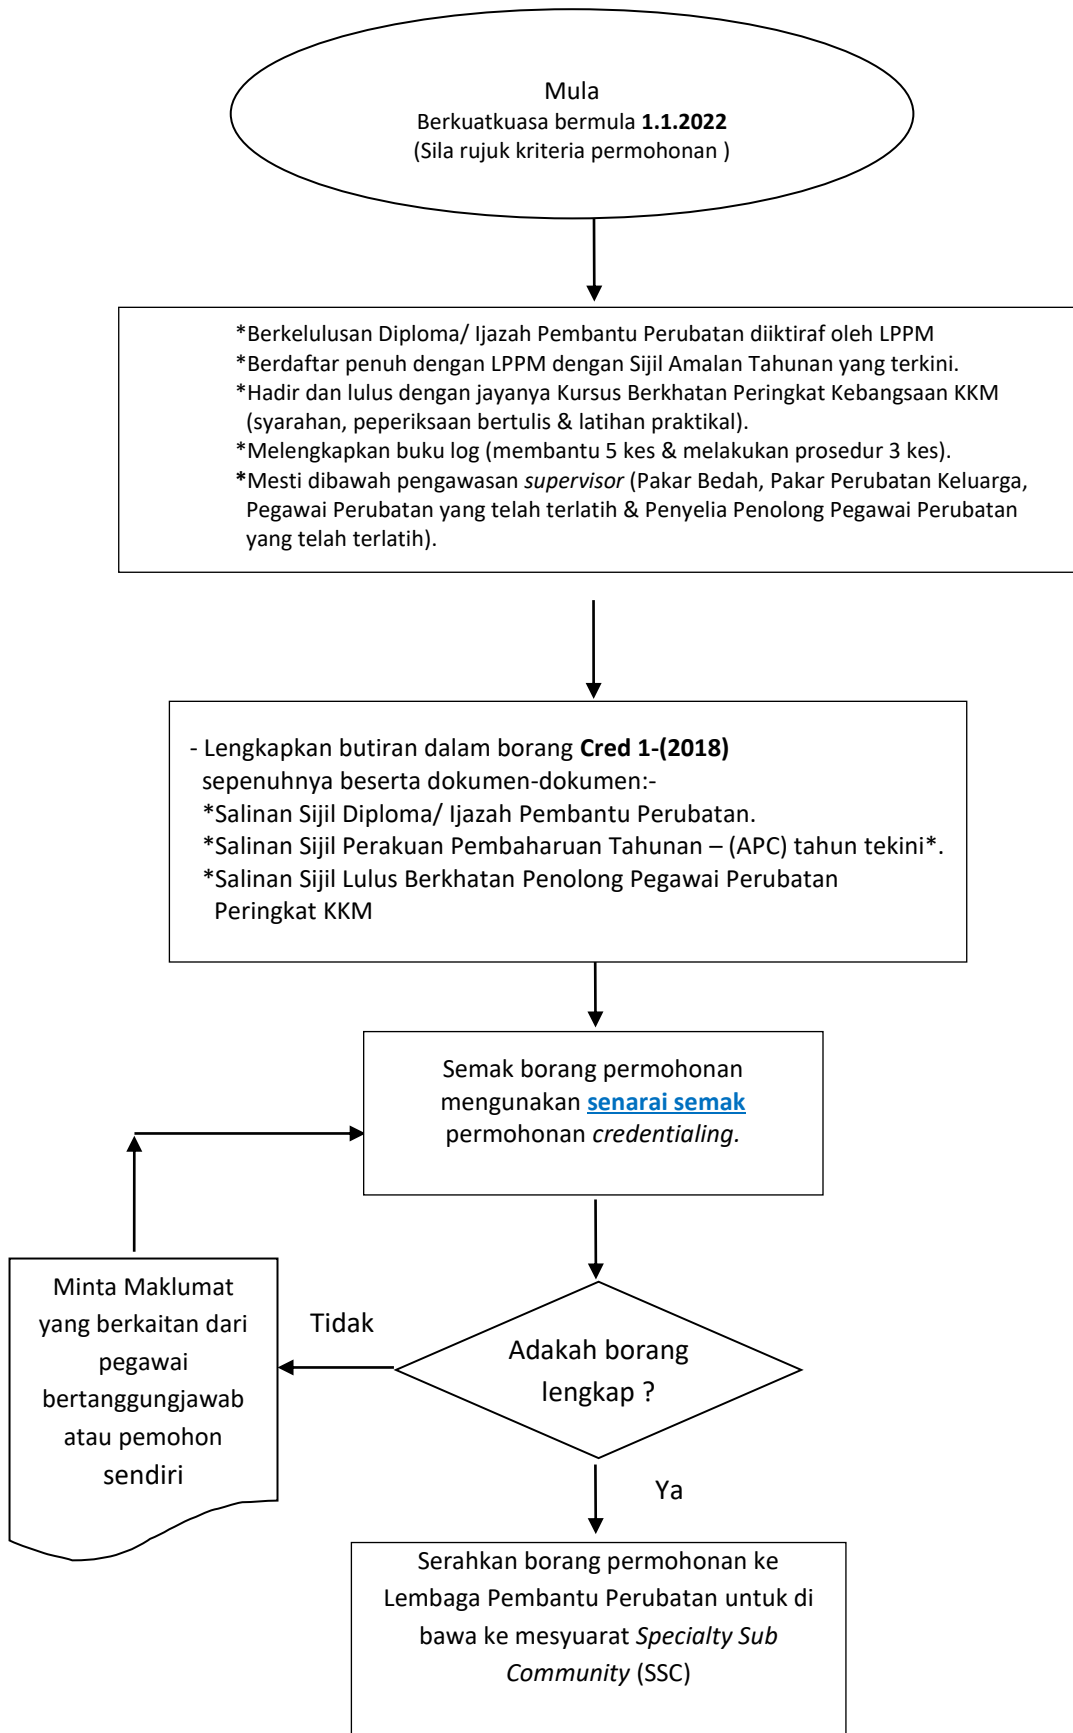 Mula
Berkuatkuasa bermula 1.1.2022
(Sila rujuk kriteria permohonan )
*Berkelulusan Diploma/ Ijazah Pembantu Perubatan diiktiraf oleh LPPM
*Berdaftar penuh dengan LPPM dengan Sijil Amalan Tahunan yang terkini.
*Hadir dan lulus dengan jayanya Kursus Berkhatan Peringkat Kebangsaan KKM
(syarahan, peperiksaan bertulis & latihan praktikal).
*Melengkapkan buku log (membantu 5 kes & melakukan prosedur 3 kes).
*Mesti dibawah pengawasan supervisor (Pakar Bedah, Pakar Perubatan Keluarga,
Pegawai Perubatan yang telah terlatih & Penyelia Penolong Pegawai Perubatan
yang telah terlatih).
- Lengkapkan butiran dalam borang Cred 1-(2018)
sepenuhnya beserta dokumen-dokumen:-
*Salinan Sijil Diploma/ Ijazah Pembantu Perubatan.
*Salinan Sijil Perakuan Pembaharuan Tahunan – (APC) tahun tekini*.
*Salinan Sijil Lulus Berkhatan Penolong Pegawai Perubatan
Peringkat KKM
Semak borang permohonan
mengunakan senarai semak
permohonan credentialing.
Adakah borang
lengkap ?
Tidak
Minta Maklumat
yang berkaitan dari
pegawai
bertanggungjawab
atau pemohon
sendiri
Ya
Serahkan borang permohonan ke
Lembaga Pembantu Perubatan untuk di
bawa ke mesyuarat Specialty Sub
Community (SSC)